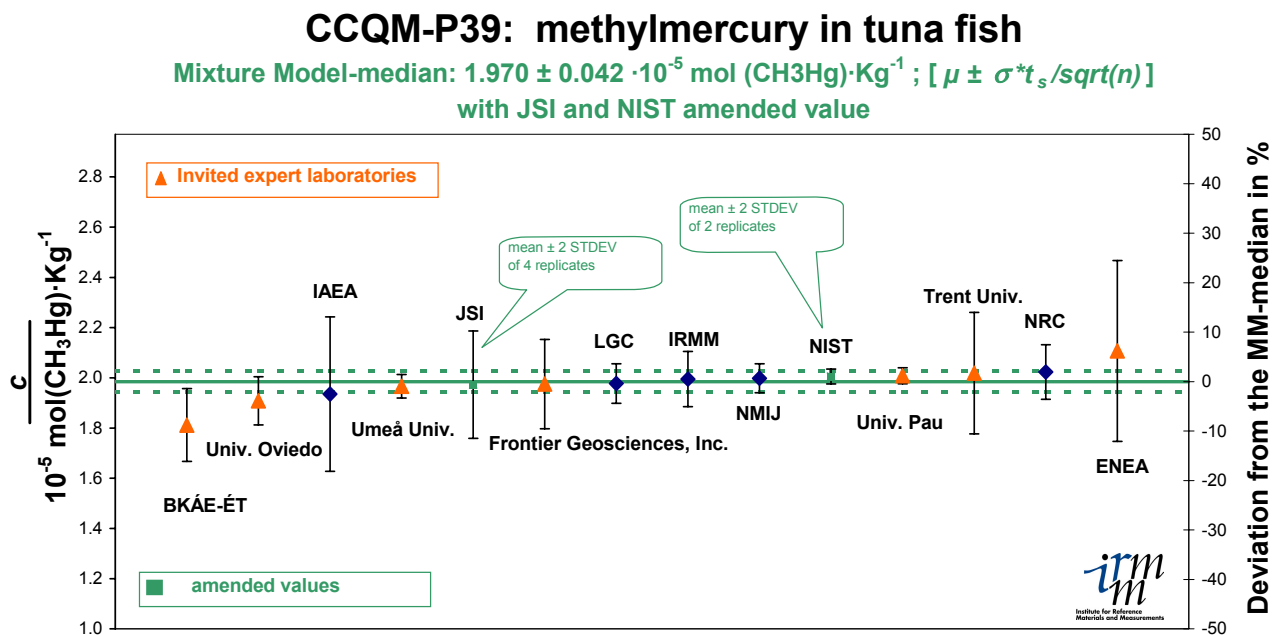 CCQM-P39: methylmercury in tuna fish
Mixture Model-median: 1.970 ± 0.042 ·10⁻⁵ mol (CH3Hg)·Kg⁻¹ ; [ μ ± σ*tₛ/sqrt(n) ]
with JSI and NIST amended value
Invited expert laboratories
mean ± 2 STDEV
of 4 replicates
mean ± 2 STDEV
of 2 replicates
c
10⁻⁵ mol(CH₃Hg)·Kg⁻¹
2.8
2.6
2.4
2.2
2.0
1.8
1.6
1.4
1.2
1.0
BKÁE-ÉT
Univ. Oviedo
IAEA
Umeå Univ.
JSI
Frontier Geosciences, Inc.
LGC
IRMM
NMIJ
NIST
Univ. Pau
Trent Univ.
NRC
ENEA
amended values
irmm
Institute for Reference
Materials and Measurements
50
40
30
20
10
0
-10
-20
-30
-40
-50
Deviation from the MM-median in %